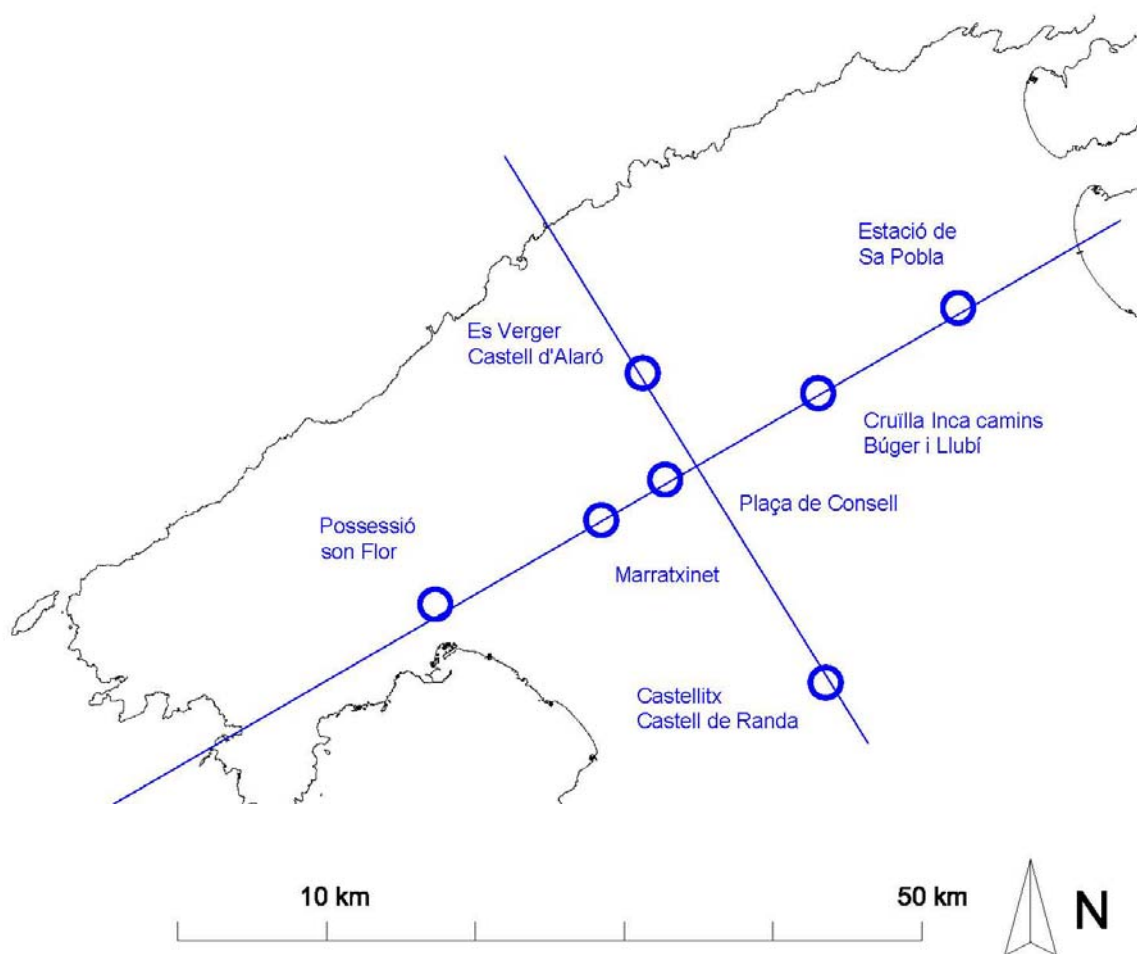 Estació de
Sa Pobla
Es Verger
Castell d'Alaró
Cruïlla Inca camins
Búger i Llubí
Plaça de Consell
Possessió
son Flor
Marratxinet
Castellitx
Castell de Randa
10 km
50 km
N